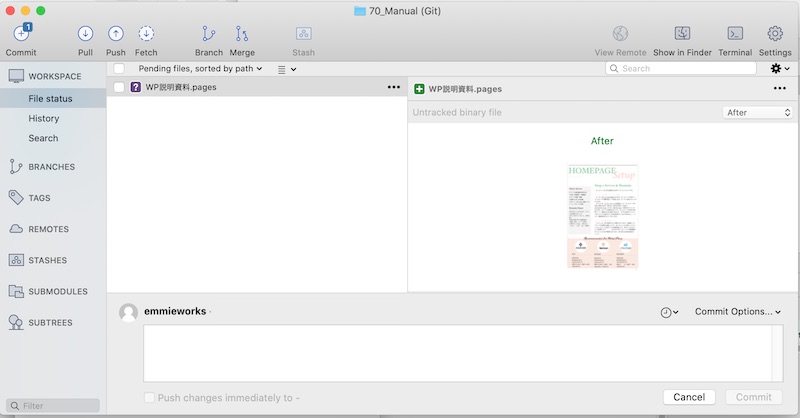 70_Manual (Git)
1
Commit
Pull
Push
Fetch
Branch
Merge
Stash
View Remote
Show in Finder
Terminal
Settings
WORKSPACE
File status
History
Search
BRANCHES
TAGS
REMOTES
STASHES
SUBMODULES
SUBTREES
Filter
Pending files, sorted by path
Search
? WP説明資料.pages
WP説明資料.pages
Untracked binary file
After
After
HOMEPAGE
Setup
emmieworks
Commit Options...
Push changes immediately to -
Cancel
Commit